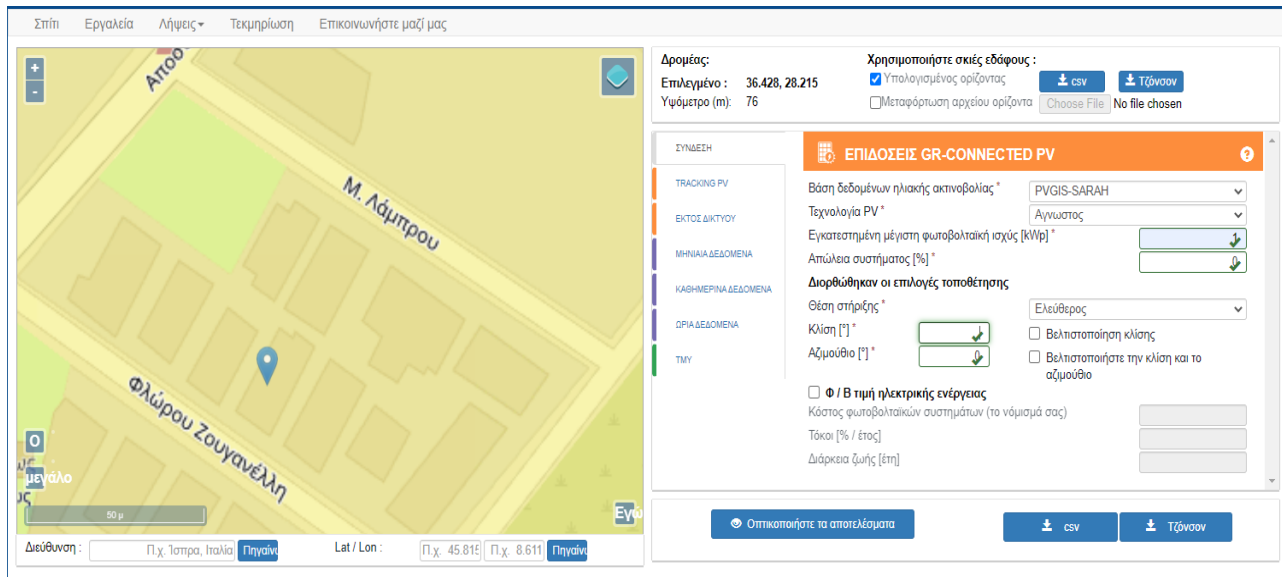 Σπίτι Εργαλεία Λήψεις Τεκμηρίωση Επικοινωνήστε μαζί μας
+
-
Αποσ
Μ. Λάμπρου
Φλώρου Ζουγανέλλη
Ο
μεγάλο
50 μ
Εγώ
Διεύθυνση : Π.χ. Ίσπρα, Ιταλία Πηγαίνω Lat / Lon : Π.χ. 45.815 Π.χ. 8.611 Πηγαίνω
Δρομέας: Χρησιμοποιήστε σκιές εδάφους :
Επιλεγμένο : 36.428, 28.215 Υπολογισμένος ορίζοντας csv Τζόνσον
Υψόμετρο (m): 76 Μεταφόρτωση αρχείου ορίζοντα Choose File No file chosen
ΣΥΝΔΕΣΗ
TRACKING PV
ΕΚΤΟΣ ΔΙΚΤΥΟΥ
ΜΗΝΙΑΙΑ ΔΕΔΟΜΕΝΑ
ΚΑΘΗΜΕΡΙΝΑ ΔΕΔΟΜΕΝΑ
ΩΡΙΑ ΔΕΔΟΜΕΝΑ
TMY
ΕΠΙΔΟΣΕΙΣ GR-CONNECTED PV ?
Βάση δεδομένων ηλιακής ακτινοβολίας * PVGIS-SARAH
Τεχνολογία PV * Αγνωστος
Εγκατεστημένη μέγιστη φωτοβολταϊκή ισχύς [kWp] * 1
Απώλεια συστήματος [%] * 0
Διορθώθηκαν οι επιλογές τοποθέτησης
Θέση στήριξης * Ελεύθερος
Κλίση [°] * Βελτιστοποίηση κλίσης
Αζιμούθιο [°] * 0 Βελτιστοποιήστε την κλίση και το αζιμούθιο
Φ / Β τιμή ηλεκτρικής ενέργειας
Κόστος φωτοβολταϊκών συστημάτων (το νόμισμά σας)
Τόκοι [% / έτος]
Διάρκεια ζωής [έτη]
Οπτικοποιήστε τα αποτελέσματα csv Τζόνσον